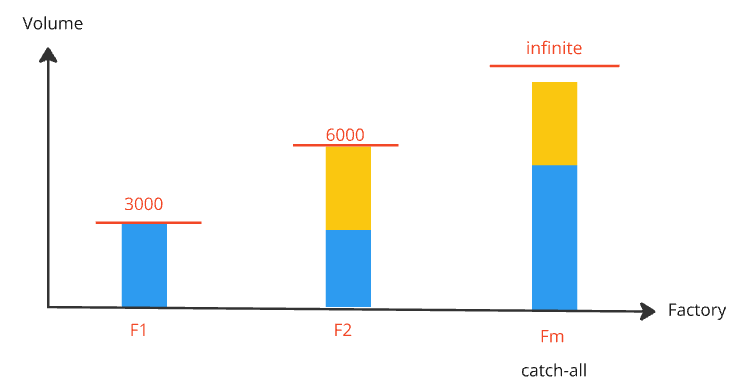 Volume
infinite
6000
3000
Factory
F1
F2
Fm
catch-all